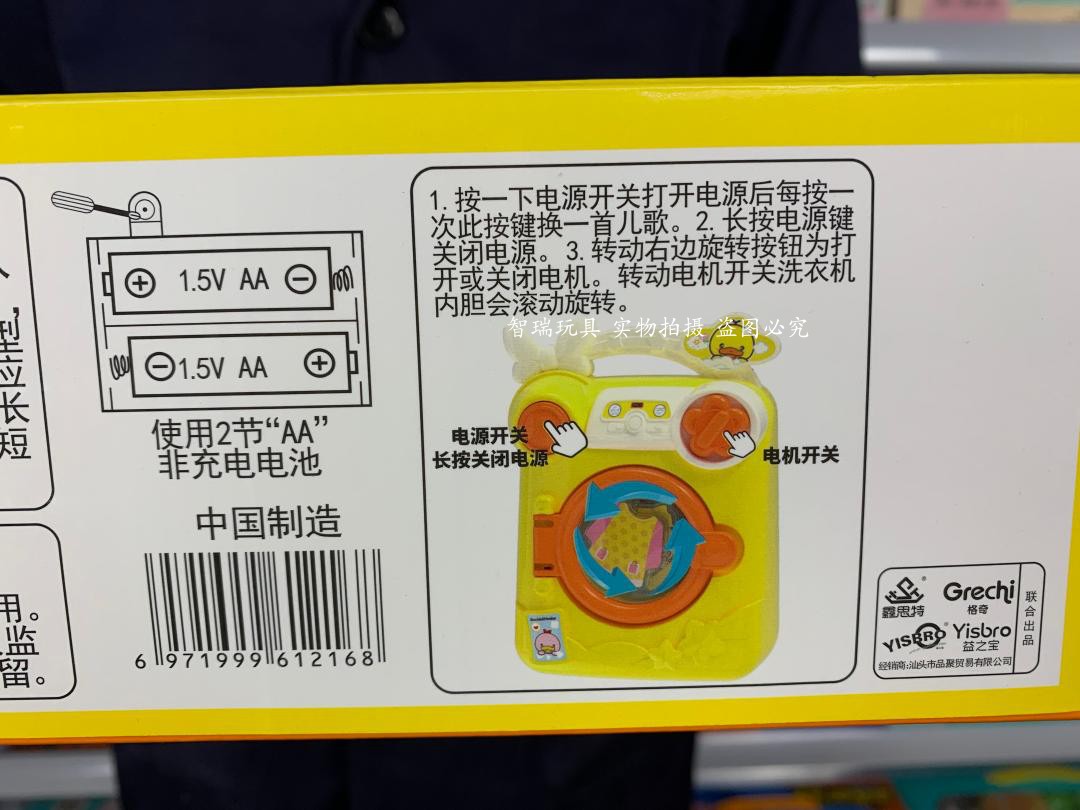 型,
应
长
短
用。
监
留。
1.5V AA
1.5V AA
使用2节“AA”
非充电电池
中国制造
6 971999 612168
1.按一下电源开关打开电源后每按一
次此按键换一首儿歌。2.长按电源键
关闭电源。3.转动右边旋转按钮为打
开或关闭电机。转动电机开关洗衣机
内胆会滚动旋转。
智瑞玩具 实物拍摄 盗图必究
电源开关
长按关闭电源
电机开关
鑫思特
Grechi
格奇
YISBRO
Yisbro
益之宝
联合出品
经销商:汕头市品聚贸易有限公司